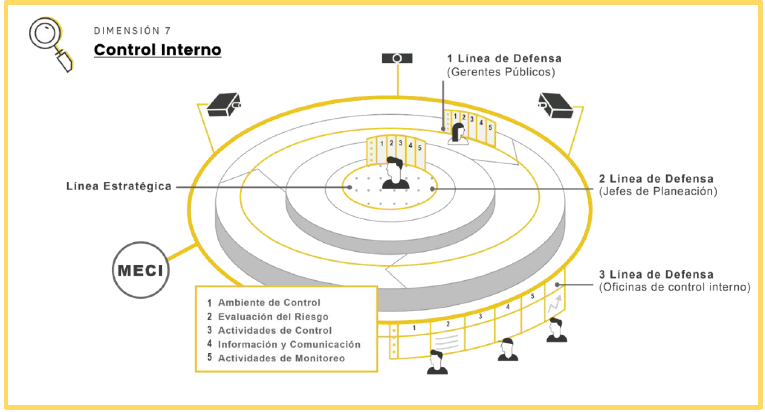 DIMENSIÓN 7
Control Interno
1 Línea de Defensa
(Gerentes Públicos)
1 2 3 4 5
1 2 3 4 5
Línea Estratégica
2 Línea de Defensa
(Jefes de Planeación)
MECI
3 Línea de Defensa
(Oficinas de control interno)
1 Ambiente de Control
2 Evaluación del Riesgo
3 Actividades de Control
4 Información y Comunicación
5 Actividades de Monitoreo
1 2 3 4 5